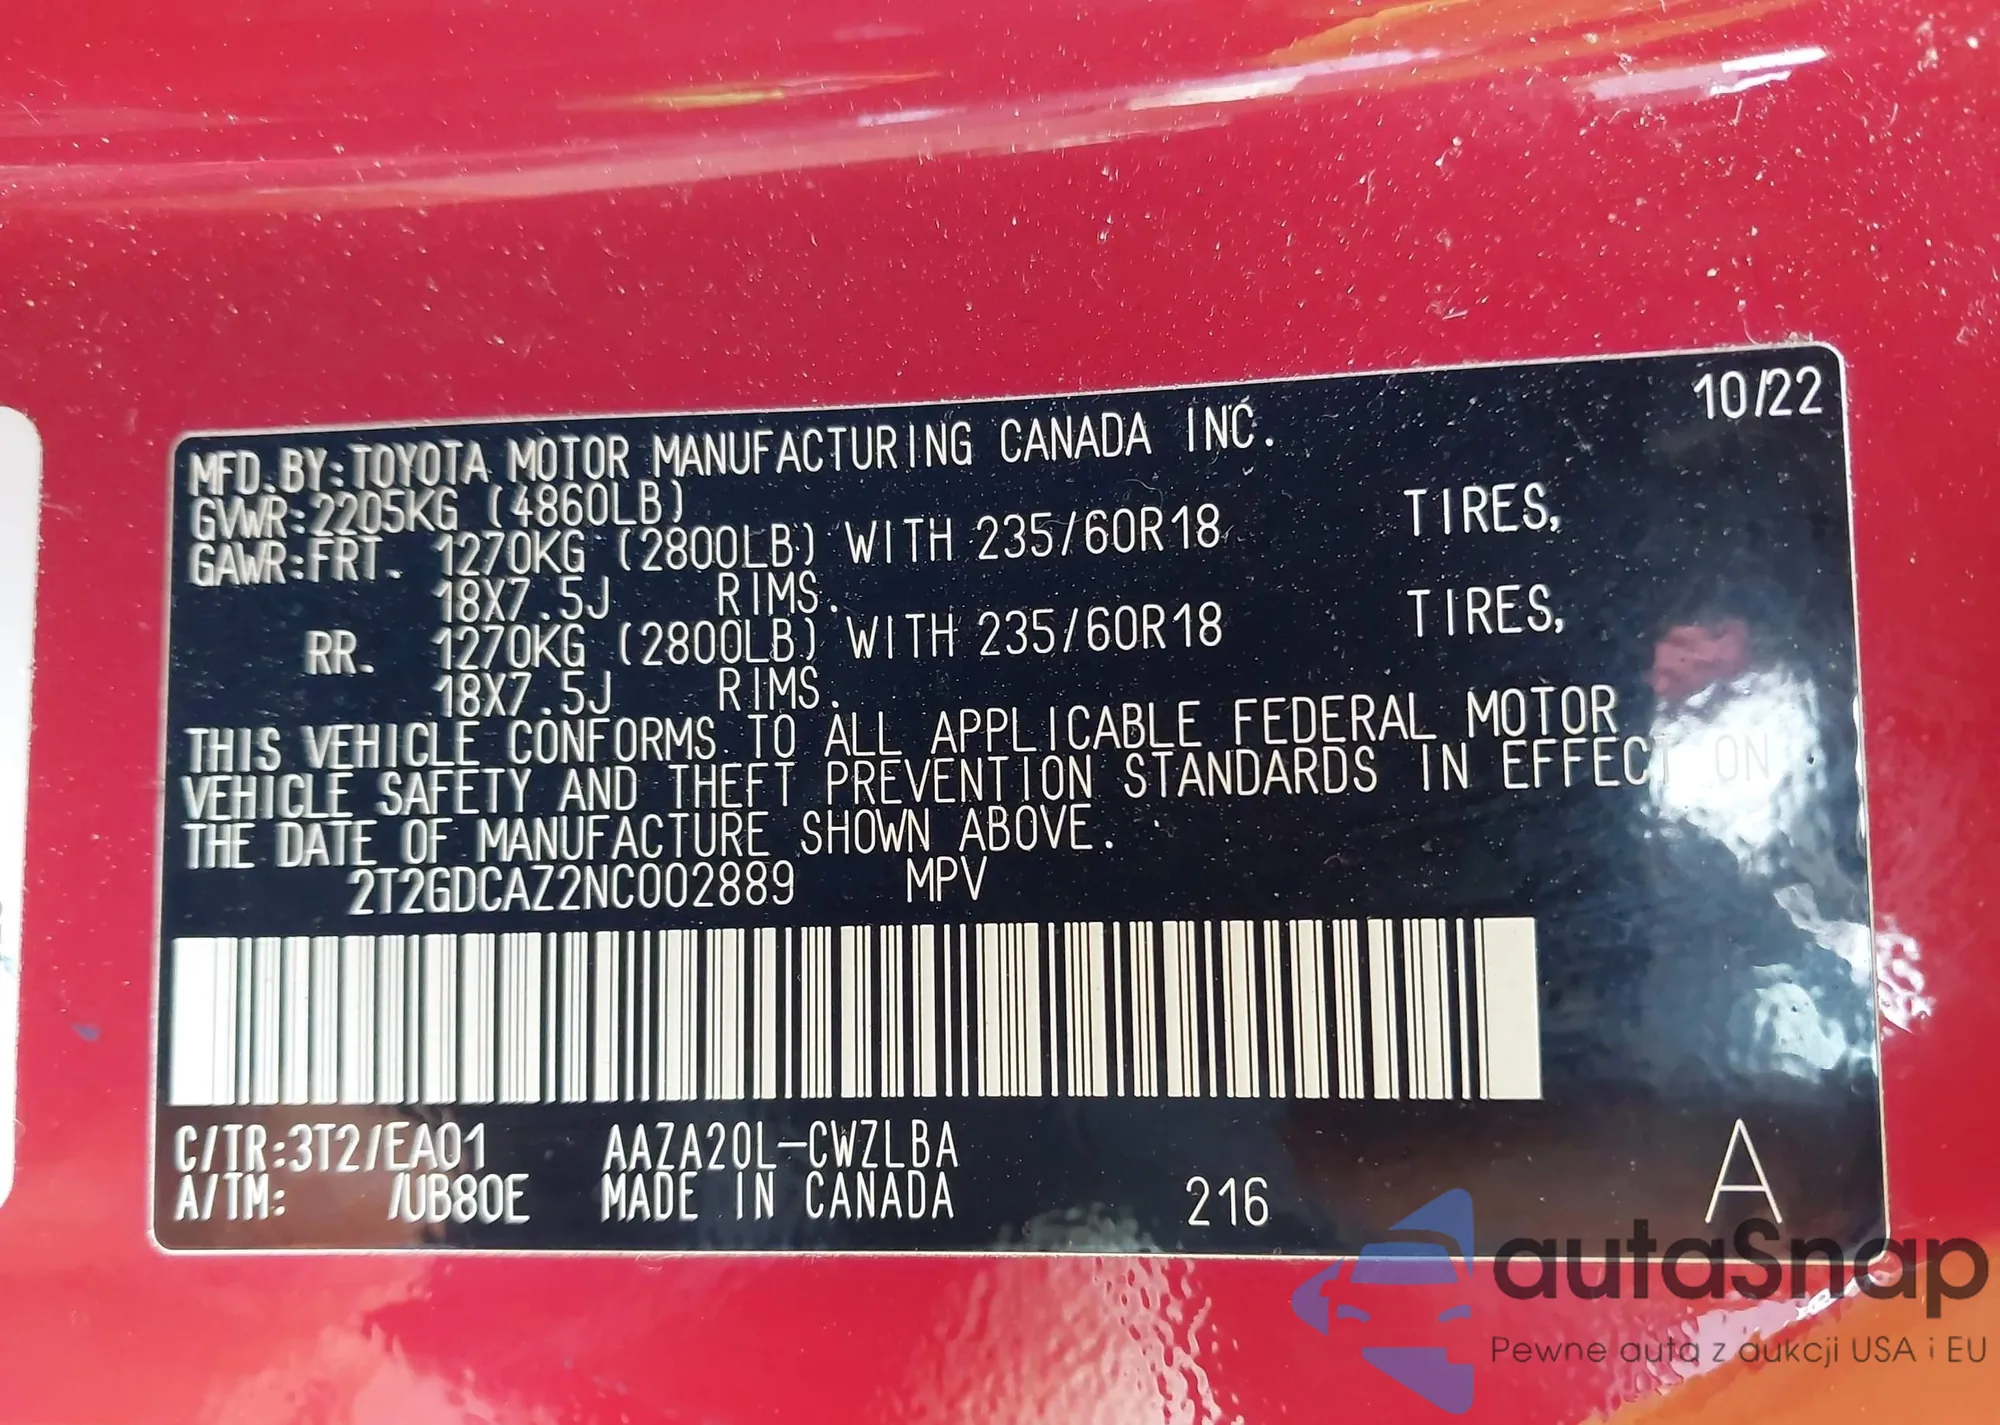 10/22
MFD.BY:TOYOTA MOTOR MANUFACTURING CANADA INC.
GVWR:2205KG (4860LB)
GAWR:FRT. 1270KG (2800LB) WITH 235/60R18 TIRES,
18X7.5J RIMS.
RR. 1270KG (2800LB) WITH 235/60R18 TIRES,
18X7.5J RIMS.
THIS VEHICLE CONFORMS TO ALL APPLICABLE FEDERAL MOTOR
VEHICLE SAFETY AND THEFT PREVENTION STANDARDS IN EFFECT ON
THE DATE OF MANUFACTURE SHOWN ABOVE.
2T2GDCAZ2NC002889 MPV
C/TR:3T2/EA01 AAZA20L-CWZLBA
A/TM: /UB80E MADE IN CANADA 216 A
autaSnap
Pewne auta z aukcji USA i EU